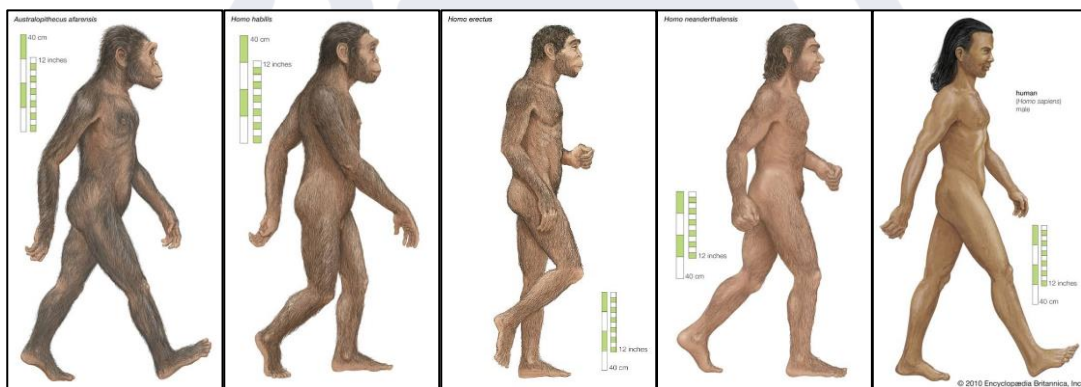 Australopithecus afarensis
40 cm
12 inches
Homo habilis
40 cm
12 inches
Homo erectus
12 inches
40 cm
Homo neanderthalensis
12 inches
40 cm
human
(Homo sapiens)
male
12 inches
40 cm
© 2010 Encyclopædia Britannica, Inc